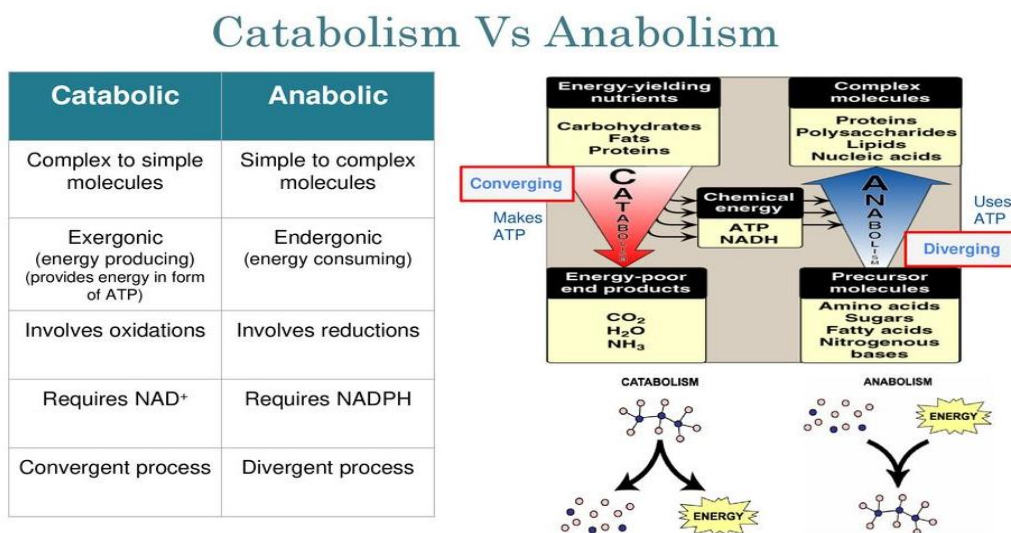 Catabolism Vs Anabolism
Catabolic
Anabolic
Complex to simple
molecules
Simple to complex
molecules
Exergonic
(energy producing)
(provides energy in form
of ATP)
Endergonic
(energy consuming)
Involves oxidations
Involves reductions
Requires NAD⁺
Requires NADPH
Convergent process
Divergent process
Energy-yielding
nutrients
Carbohydrates
Fats
Proteins
Complex
molecules
Proteins
Polysaccharides
Lipids
Nucleic acids
Converging
Makes
ATP
CATABOLISM
Chemical
energy
ATP
NADH
ANABOLISM
Uses
ATP
Diverging
Energy-poor
end products
CO₂
H₂O
NH₃
Precursor
molecules
Amino acids
Sugars
Fatty acids
Nitrogenous
bases
CATABOLISM
ENERGY
ANABOLISM
ENERGY